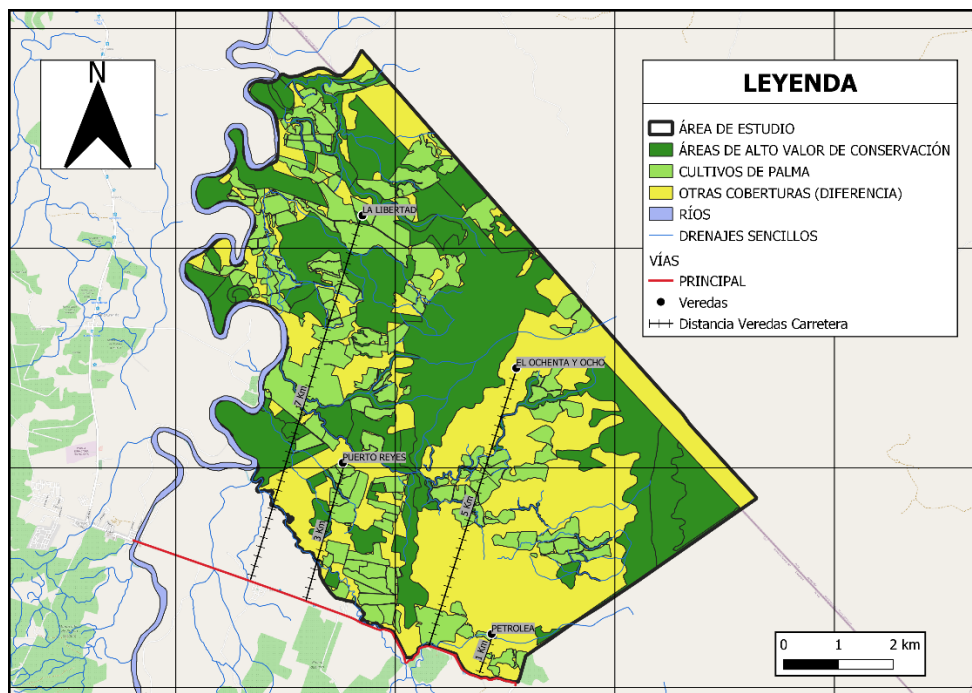 N
LEYENDA
ÁREA DE ESTUDIO
ÁREAS DE ALTO VALOR DE CONSERVACIÓN
CULTIVOS DE PALMA
OTRAS COBERTURAS (DIFERENCIA)
RÍOS
DRENAJES SENCILLOS
VÍAS
PRINCIPAL
Veredas
Distancia Veredas Carretera
LA LIBERTAD
EL OCHENTA Y OCHO
7 Km
PUERTO REYES
5 Km
3 Km
PETROLEA
1 Km
0 1 2 km